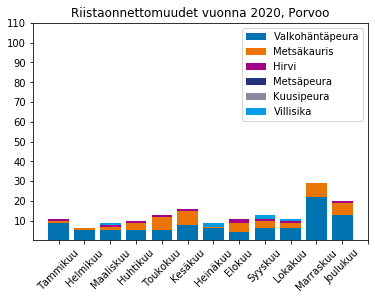 Riistaonnettomuudet vuonna 2020, Porvoo
110
100
90
80
70
60
50
40
30
20
10
Valkohäntäpeura
Metsäkauris
Hirvi
Metsäpeura
Kuusipeura
Villisika
Tammikuu
Helmikuu
Maaliskuu
Huhtikuu
Toukokuu
Kesäkuu
Heinäkuu
Elokuu
Syyskuu
Lokakuu
Marraskuu
Joulukuu